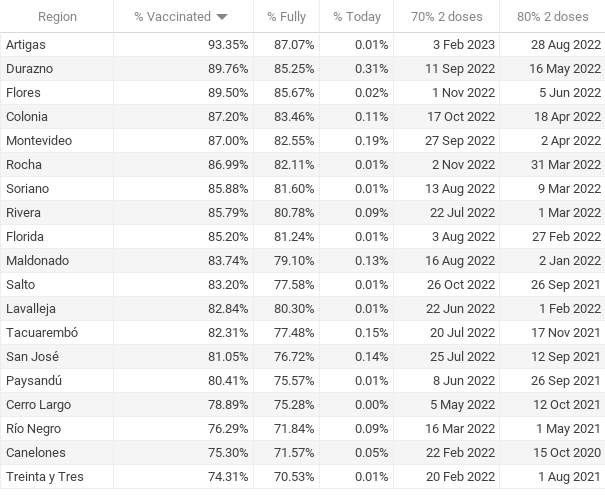 Region % Vaccinated % Fully % Today 70% 2 doses 80% 2 doses
Artigas 93.35% 87.07% 0.01% 3 Feb 2023 28 Aug 2022
Durazno 89.76% 85.25% 0.31% 11 Sep 2022 16 May 2022
Flores 89.50% 85.67% 0.02% 1 Nov 2022 5 Jun 2022
Colonia 87.20% 83.46% 0.11% 17 Oct 2022 18 Apr 2022
Montevideo 87.00% 82.55% 0.19% 27 Sep 2022 2 Apr 2022
Rocha 86.99% 82.11% 0.01% 2 Nov 2022 31 Mar 2022
Soriano 85.88% 81.60% 0.01% 13 Aug 2022 9 Mar 2022
Rivera 85.79% 80.78% 0.09% 22 Jul 2022 1 Mar 2022
Florida 85.20% 81.24% 0.01% 3 Aug 2022 27 Feb 2022
Maldonado 83.74% 79.10% 0.13% 16 Aug 2022 2 Jan 2022
Salto 83.20% 77.58% 0.01% 26 Oct 2022 26 Sep 2021
Lavalleja 82.84% 80.30% 0.01% 22 Jun 2022 1 Feb 2022
Tacuarembó 82.31% 77.48% 0.15% 20 Jul 2022 17 Nov 2021
San José 81.05% 76.72% 0.14% 25 Jul 2022 12 Sep 2021
Paysandú 80.41% 75.57% 0.01% 8 Jun 2022 26 Sep 2021
Cerro Largo 78.89% 75.28% 0.00% 5 May 2022 12 Oct 2021
Río Negro 76.29% 71.84% 0.09% 16 Mar 2022 1 May 2021
Canelones 75.30% 71.57% 0.05% 22 Feb 2022 15 Oct 2020
Treinta y Tres 74.31% 70.53% 0.01% 20 Feb 2022 1 Aug 2021